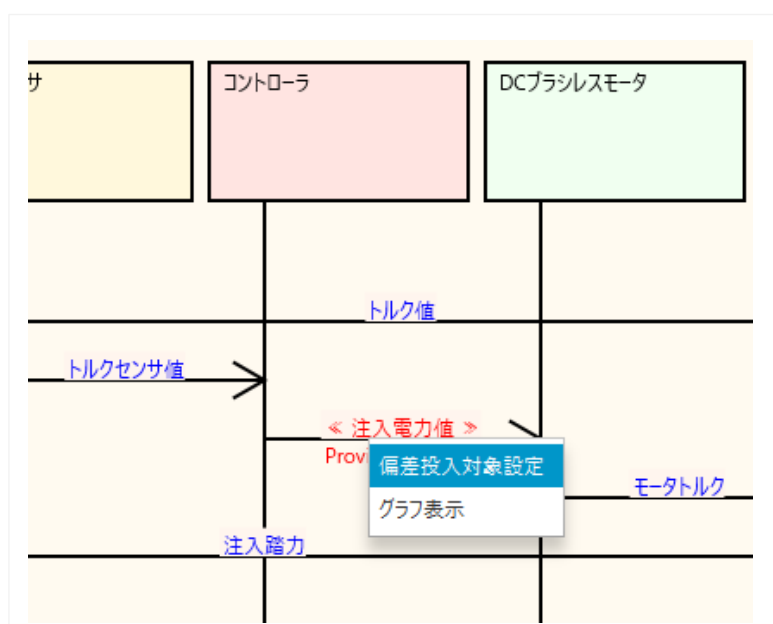 サ
コントローラ
DCブラシレスモータ
トルク値
トルクセンサ値
≪ 注入電力値 ≫
Provi
偏差投入対象設定
グラフ表示
モータトルク
注入踏力